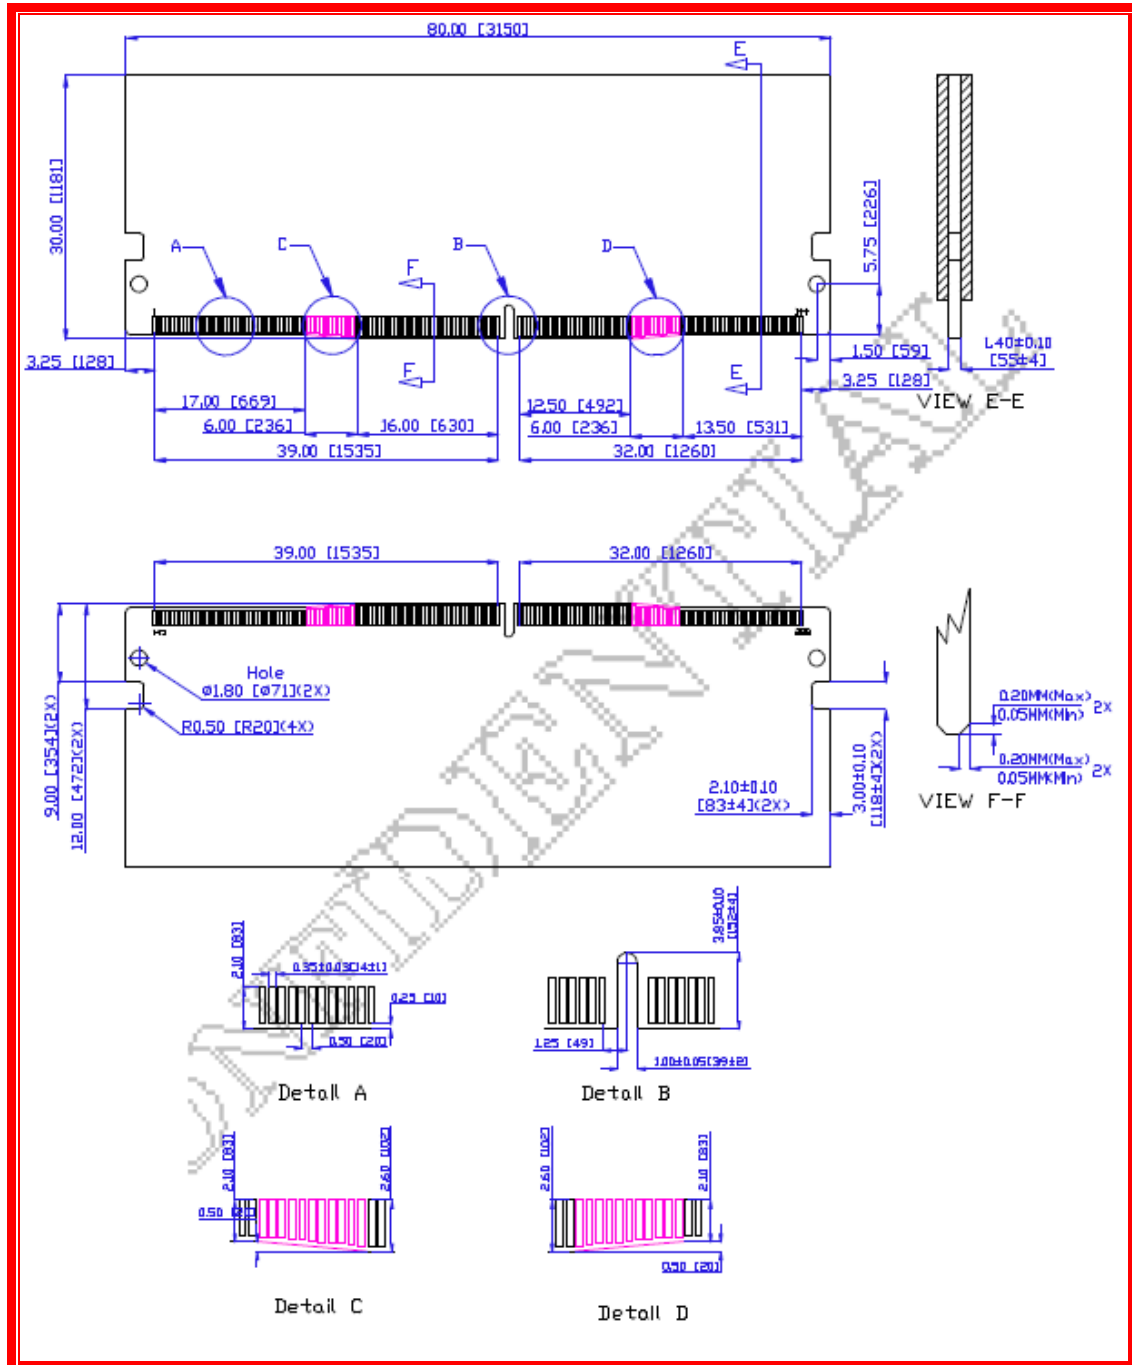 80.00 [3150]
E
30.00 [1181]
A
C
F
B
D
5.75 [226]
3.25 [128]
F
E
1.50 [59]
1.40±0.10
[55±4]
3.25 [128]
VIEW E-E
17.00 [669]
12.50 [492]
6.00 [236]
16.00 [630]
6.00 [236]
13.50 [531]
39.00 [1535]
32.00 [1260]
39.00 [1535]
32.00 [1260]
Hole
ø1.80 [ø71](2X)
R0.50 [R20](4X)
9.00 [354](2X)
12.00 [472](2X)
2.10±0.10
[83±4](2X)
3.00±0.10
[118±4](2X)
0.20MM(Max)
0.05MM(Min) 2X
0.20MM(Max)
0.05MM(Min) 2X
VIEW F-F
2.10 [83]
0.35±0.03[14±1]
0.25 [10]
0.50 [20]
Detail A
3.85±0.10
[152±4]
1.25 [49]
1.00±0.05[39±2]
Detail B
2.10 [83]
2.60 [102]
0.50
Detail C
2.60 [102]
2.10 [83]
0.50 [20]
Detail D